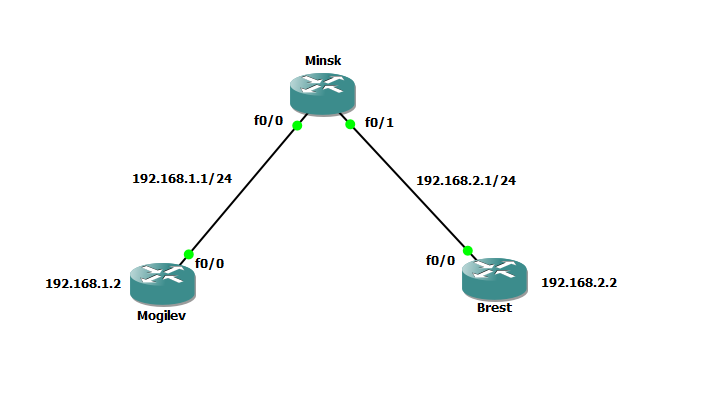 Minsk
f0/0
f0/1
192.168.1.1/24
192.168.2.1/24
f0/0
f0/0
192.168.1.2
192.168.2.2
Mogilev
Brest